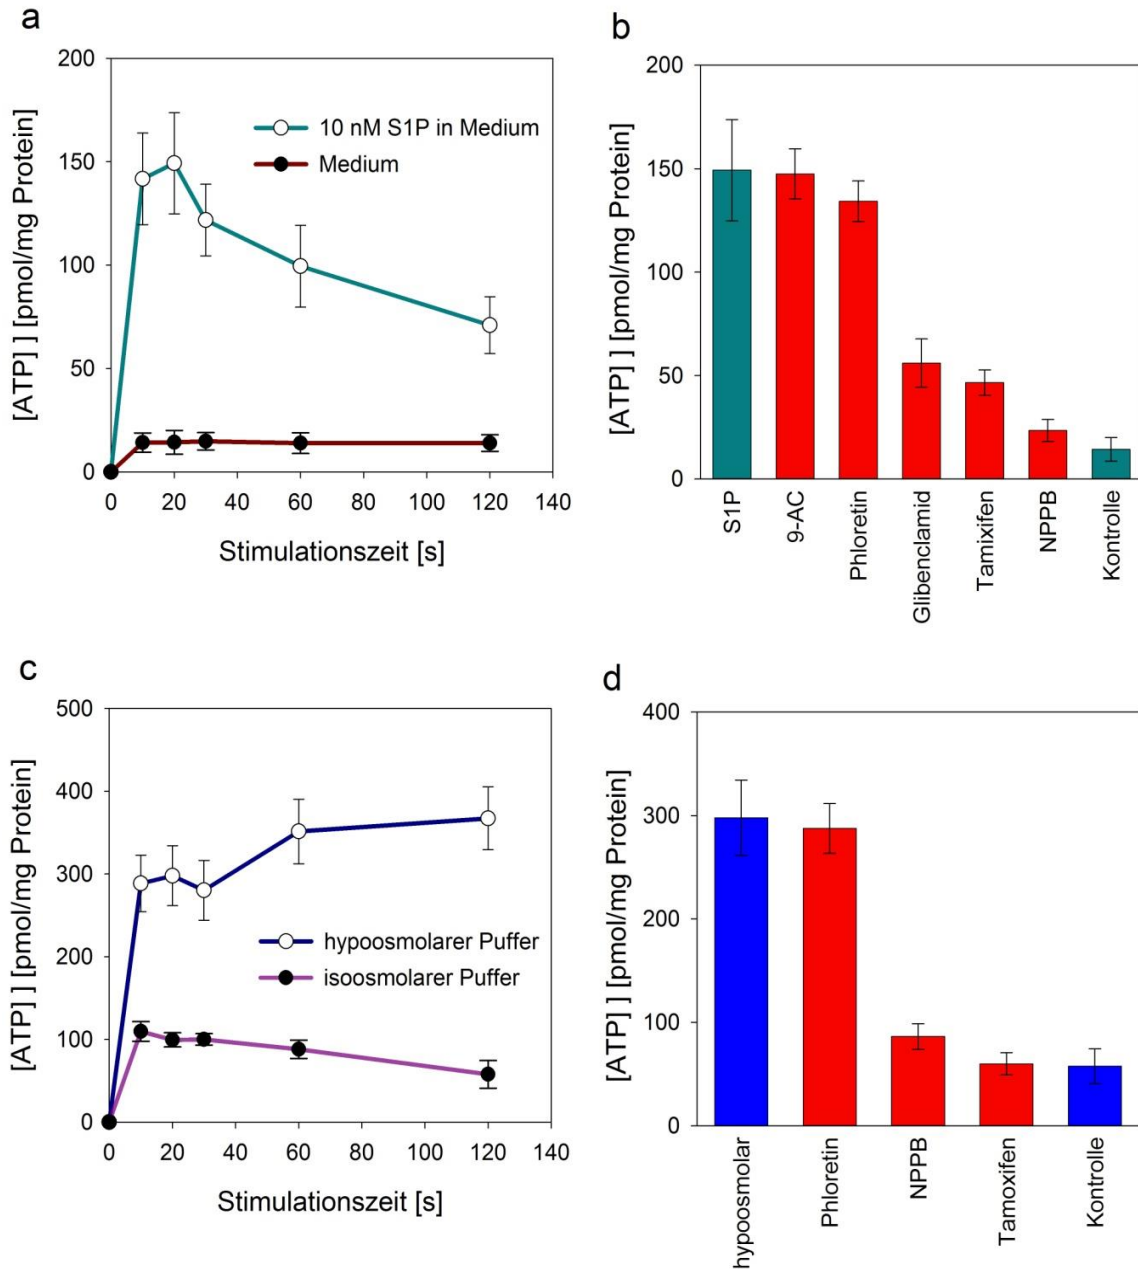 a
[ATP] ] [pmol/mg Protein]
200
150
100
50
0
10 nM S1P in Medium
Medium
0 20 40 60 80 100 120 140
Stimulationszeit [s]
b
[ATP] ] [pmol/mg Protein]
200
150
100
50
0
S1P
9-AC
Phloretin
Glibenclamid
Tamixifen
NPPB
Kontrolle
c
[ATP] ] [pmol/mg Protein]
500
400
300
200
100
0
hypoosmolarer Puffer
isoosmolarer Puffer
0 20 40 60 80 100 120 140
Stimulationszeit [s]
d
[ATP] ] [pmol/mg Protein]
400
300
200
100
0
hypoosmolar
Phloretin
NPPB
Tamoxifen
Kontrolle